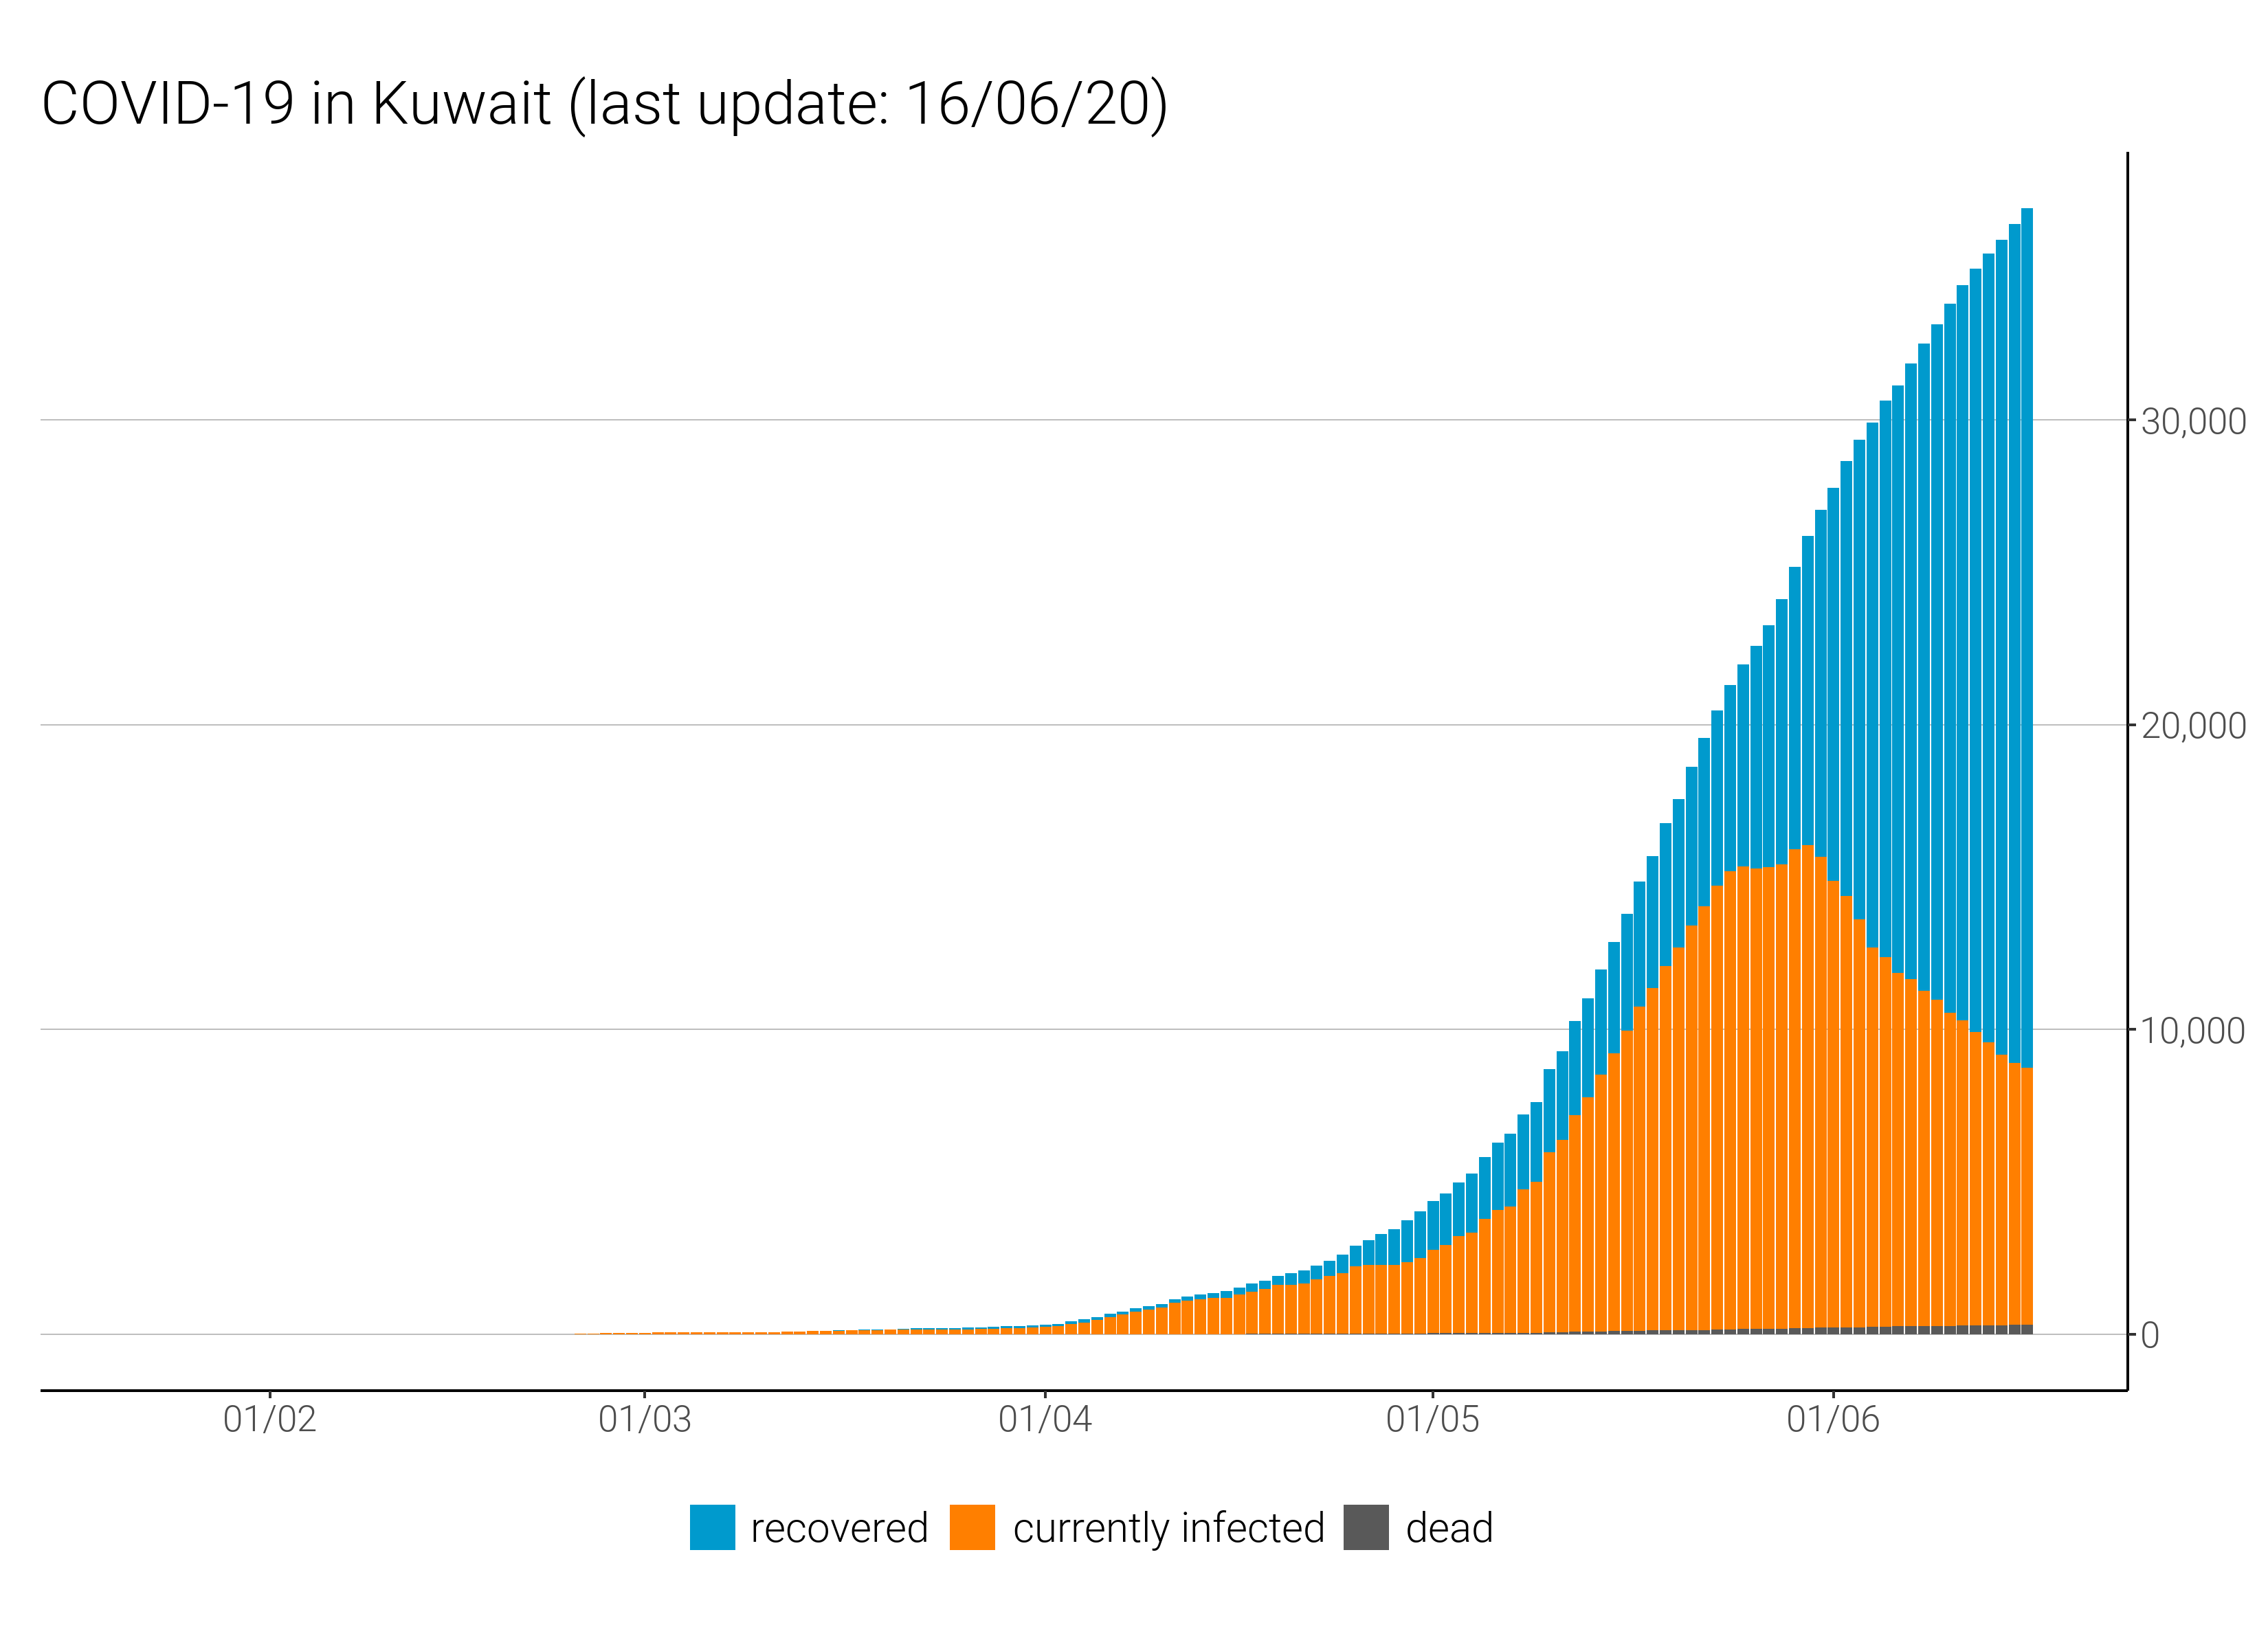 COVID-19 in Kuwait (last update: 16/06/20)
30,000
20,000
10,000
0
01/02 01/03 01/04 01/05 01/06
recovered currently infected dead